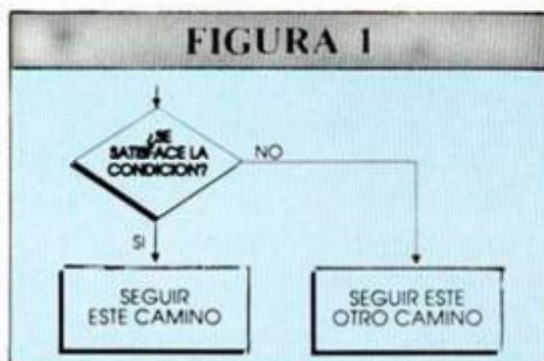 FIGURA 1
¿SE
SATISFACE LA
CONDICION?
NO
SI
SEGUIR
ESTE CAMINO
SEGUIR ESTE
OTRO CAMINO